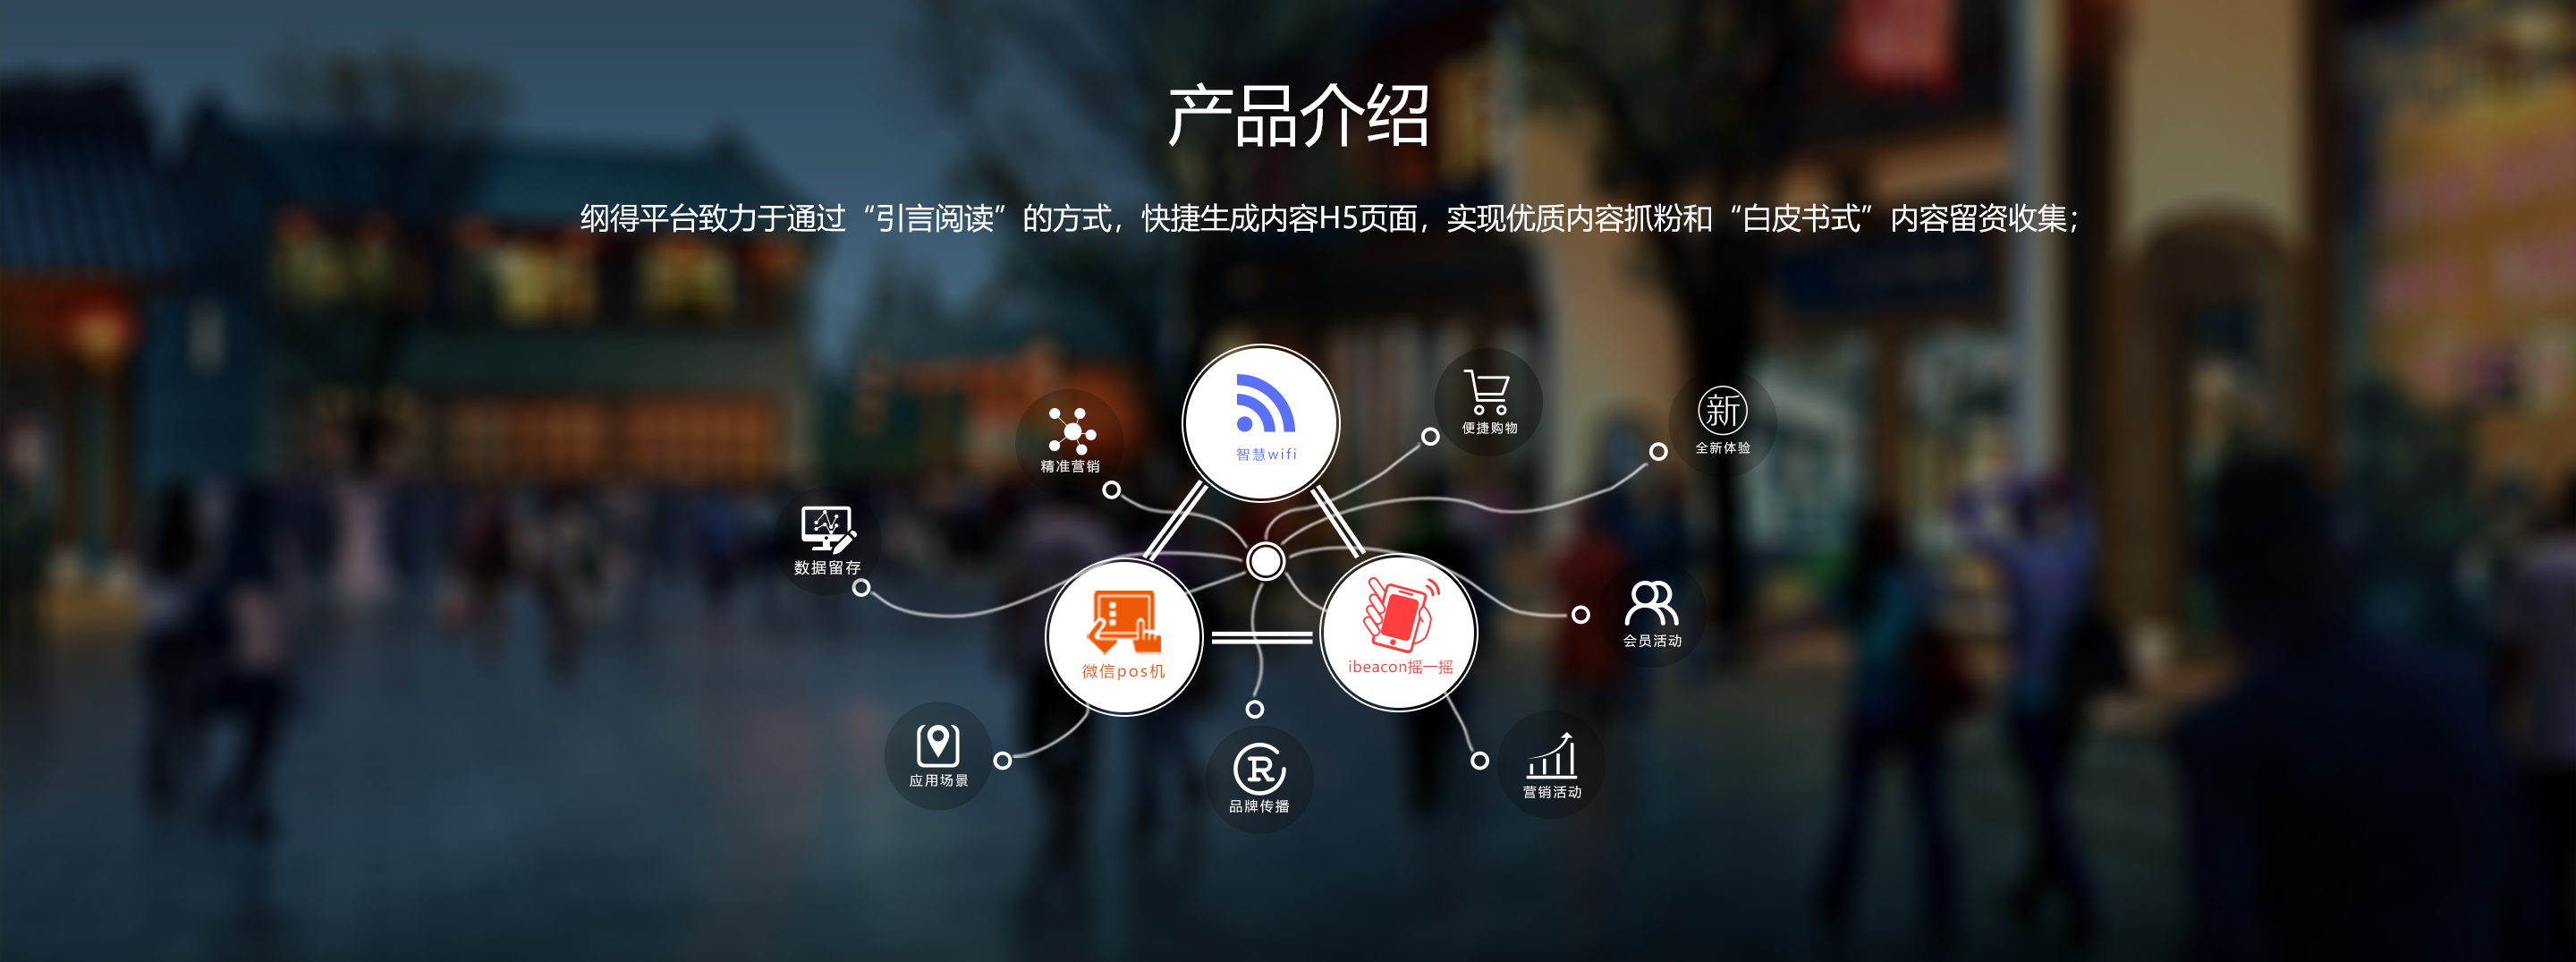 产品介绍
纲得平台致力于通过“引言阅读”的方式，快捷生成内容H5页面，实现优质内容抓粉和“白皮书式”内容留资收集；
智慧wifi
便捷购物
新
全新体验
精准营销
数据留存
会员活动
微信pos机
ibeacon摇一摇
应用场景
R
品牌传播
营销活动